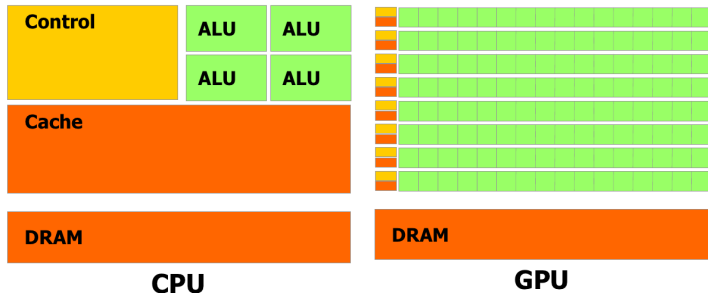 Control
ALU
ALU
ALU
ALU
Cache
DRAM
CPU
DRAM
GPU